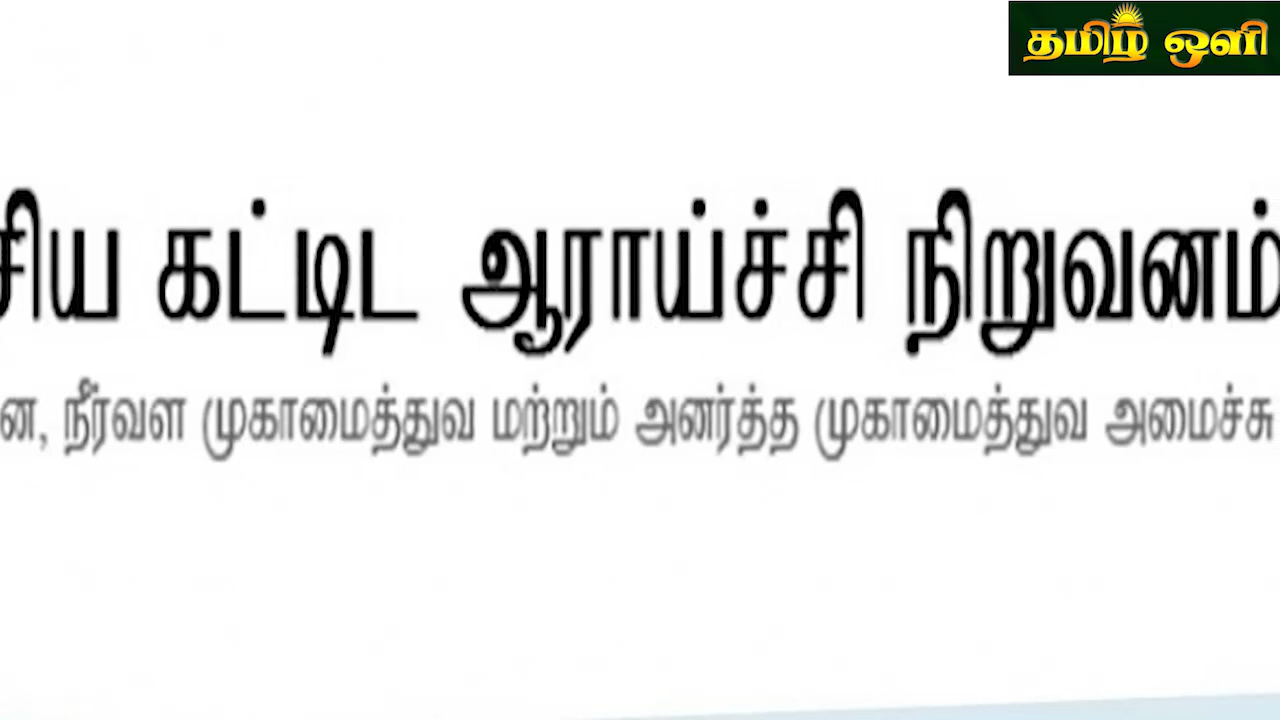 தமிழ் ஒளி
சிய கட்டிட ஆராய்ச்சி நிறுவனம்
ன, நீர்வள முகாமைத்துவ மற்றும் அனர்த்த முகாமைத்துவ அமைச்சு